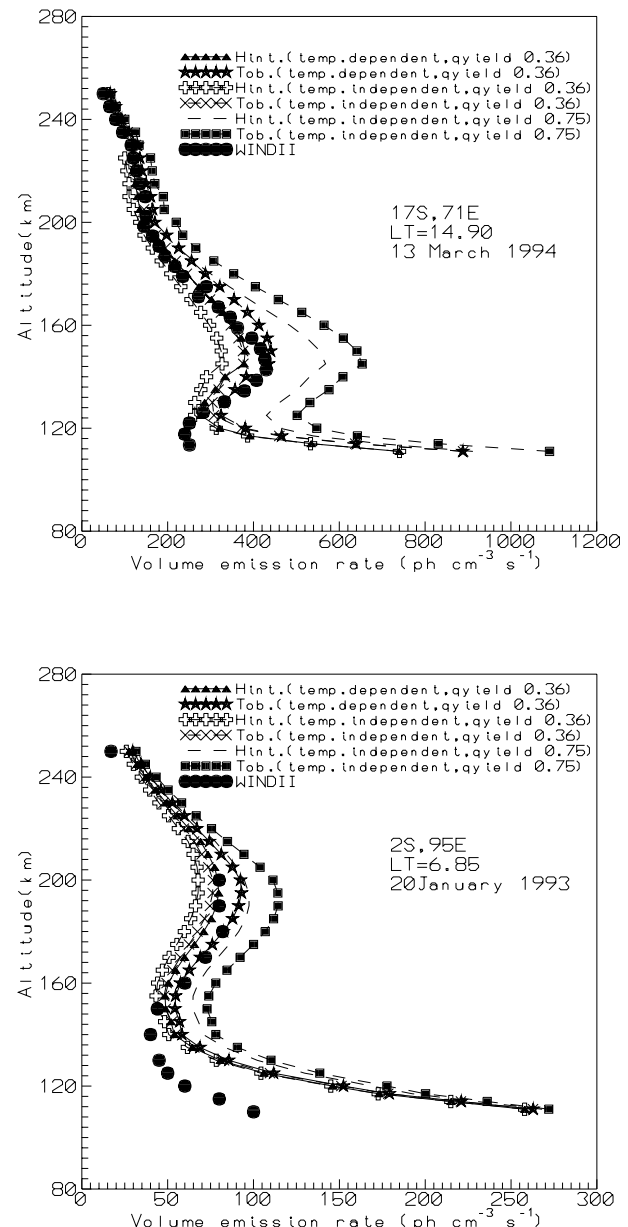 280
240
200
160
120
80
Altitude(km)
Hint.(temp.dependent,qyield 0.36)
Tob.(temp.dependent,qyield 0.36)
Hint.(temp.independent,qyield 0.36)
Tob.(temp.independent,qyield 0.36)
Hint.(temp.independent,qyield 0.75)
Tob.(temp.independent,qyield 0.75)
WINDII
17S,71E
LT=14.90
13 March 1994
0 200 400 600 800 1000 1200
Volume emission rate (ph cm⁻³ s⁻¹)
280
240
200
160
120
80
Altitude(km)
Hint.(temp.dependent,qyield 0.36)
Tob.(temp.dependent,qyield 0.36)
Hint.(temp.independent,qyield 0.36)
Tob.(temp.independent,qyield 0.36)
Hint.(temp.independent,qyield 0.75)
Tob.(temp.independent,qyield 0.75)
WINDII
2S,95E
LT=6.85
20January 1993
0 50 100 150 200 250 300
Volume emission rate (ph cm⁻³ s⁻¹)